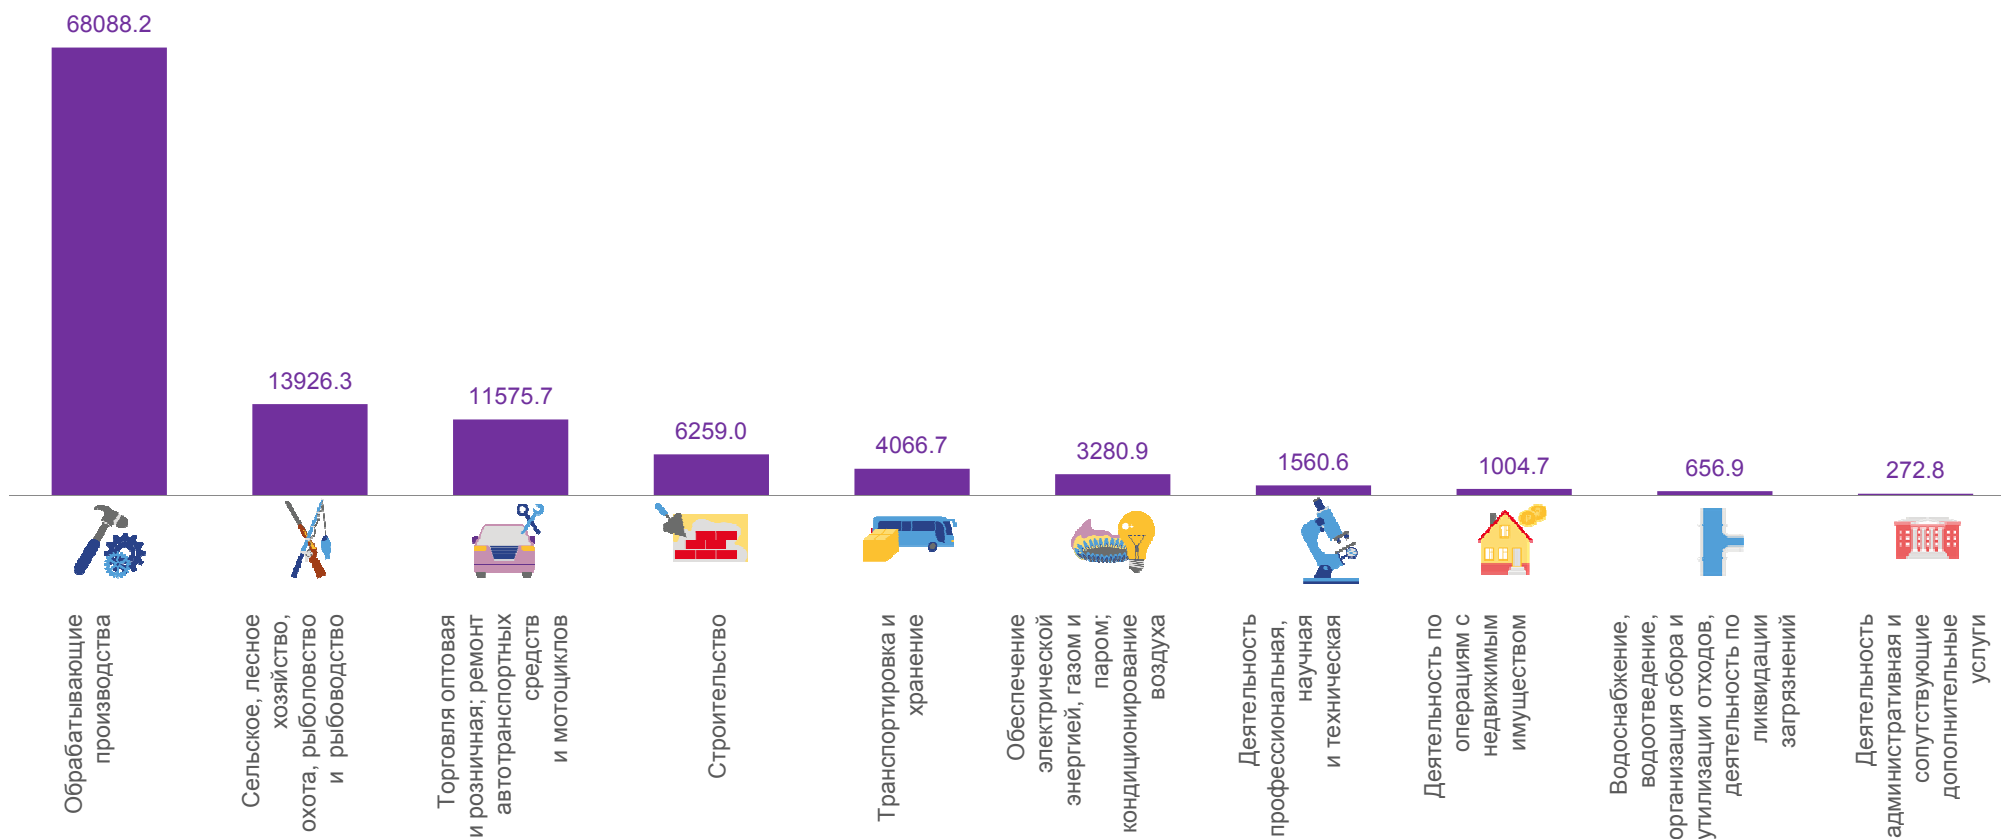 68088.2
13926.3
11575.7
6259.0
4066.7
3280.9
1560.6
1004.7
656.9
272.8
Обрабатывающие
производства
Сельское, лесное
хозяйство,
охота, рыболовство
и рыбоводство
Торговля оптовая
и розничная; ремонт
автотранспортных
средств
и мотоциклов
Строительство
Транспортировка и
хранение
Обеспечение
электрической
энергией, газом и
паром;
кондиционирование
воздуха
Деятельность
профессиональная,
научная
и техническая
Деятельность по
операциям с
недвижимым
имуществом
Водоснабжение,
водоотведение,
организация сбора и
утилизации отходов,
деятельность по
ликвидации
загрязнений
Деятельность
административная и
сопутствующие
дополнительные
услуги